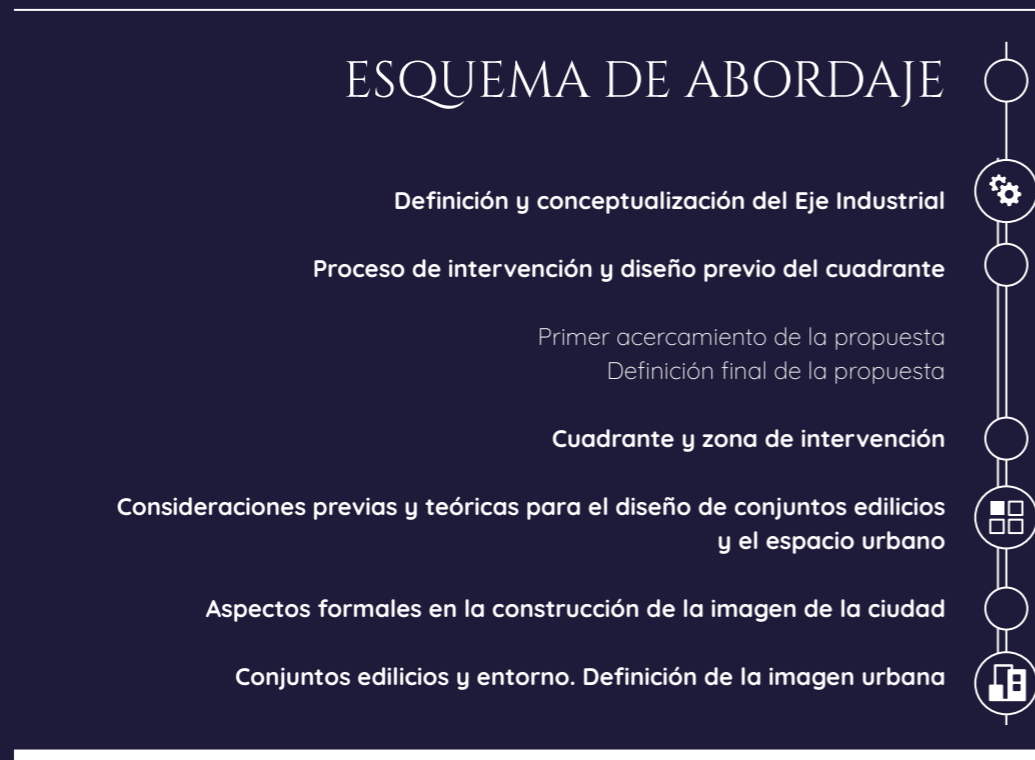 ESQUEMA DE ABORDAJE
Definición y conceptualización del Eje Industrial
Proceso de intervención y diseño previo del cuadrante
Primer acercamiento de la propuesta
Definición final de la propuesta
Cuadrante y zona de intervención
Consideraciones previas y teóricas para el diseño de conjuntos edilicios
y el espacio urbano
Aspectos formales en la construcción de la imagen de la ciudad
Conjuntos edilicios y entorno. Definición de la imagen urbana